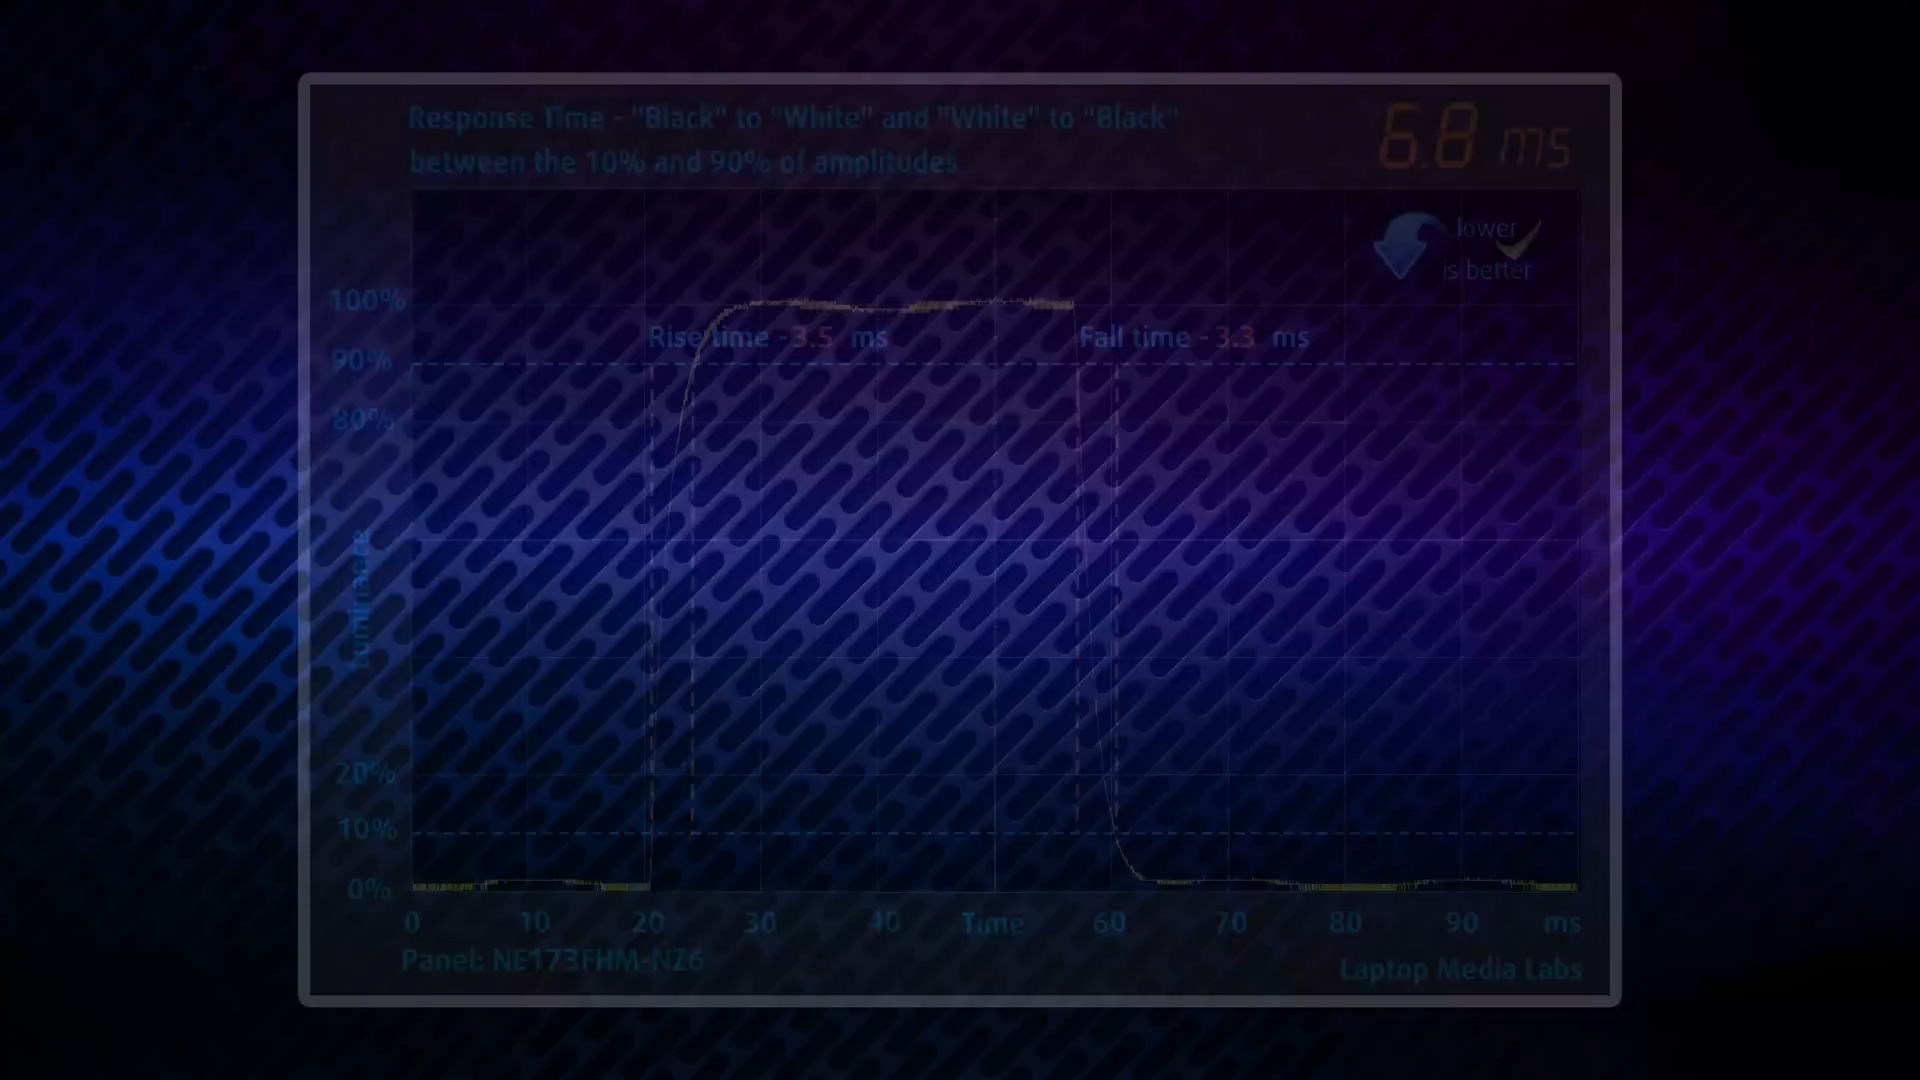 Response Time - "Black" to "White" and "White" to "Black"
between the 10% and 90% of amplitudes
6.8 ms
lower
is better
100%
Rise time - 3.5 ms
Fall time - 3.3 ms
90%
80%
Luminance
20%
10%
0%
0 10 20 30 40 Time 60 70 80 90 ms
Panel: NE173FHM-NZ6
Laptop Media Labs